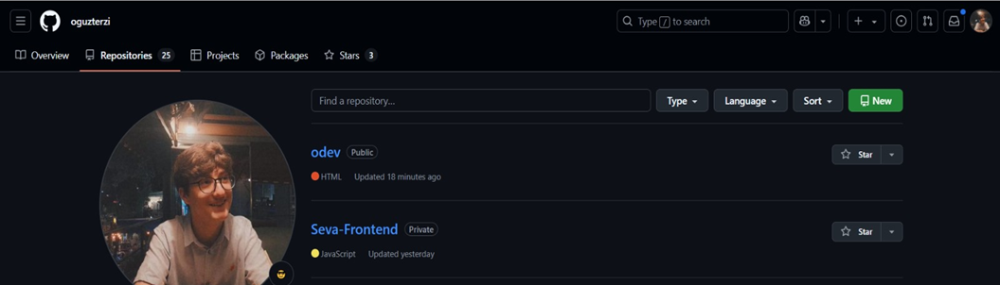 oguzterzi
Type / to search
Overview Repositories 25 Projects Packages Stars 3
Find a repository... Type Language Sort New
odev Public Star
HTML Updated 18 minutes ago
Seva-Frontend Private Star
JavaScript Updated yesterday